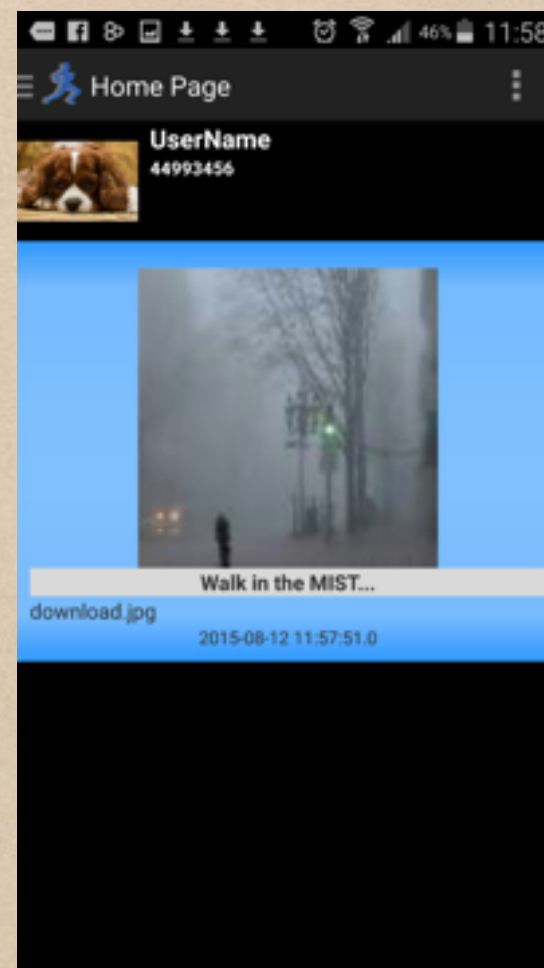 46% 11:58
Home Page
UserName
44993456
Walk in the MIST...
download.jpg
2015-08-12 11:57:51.0